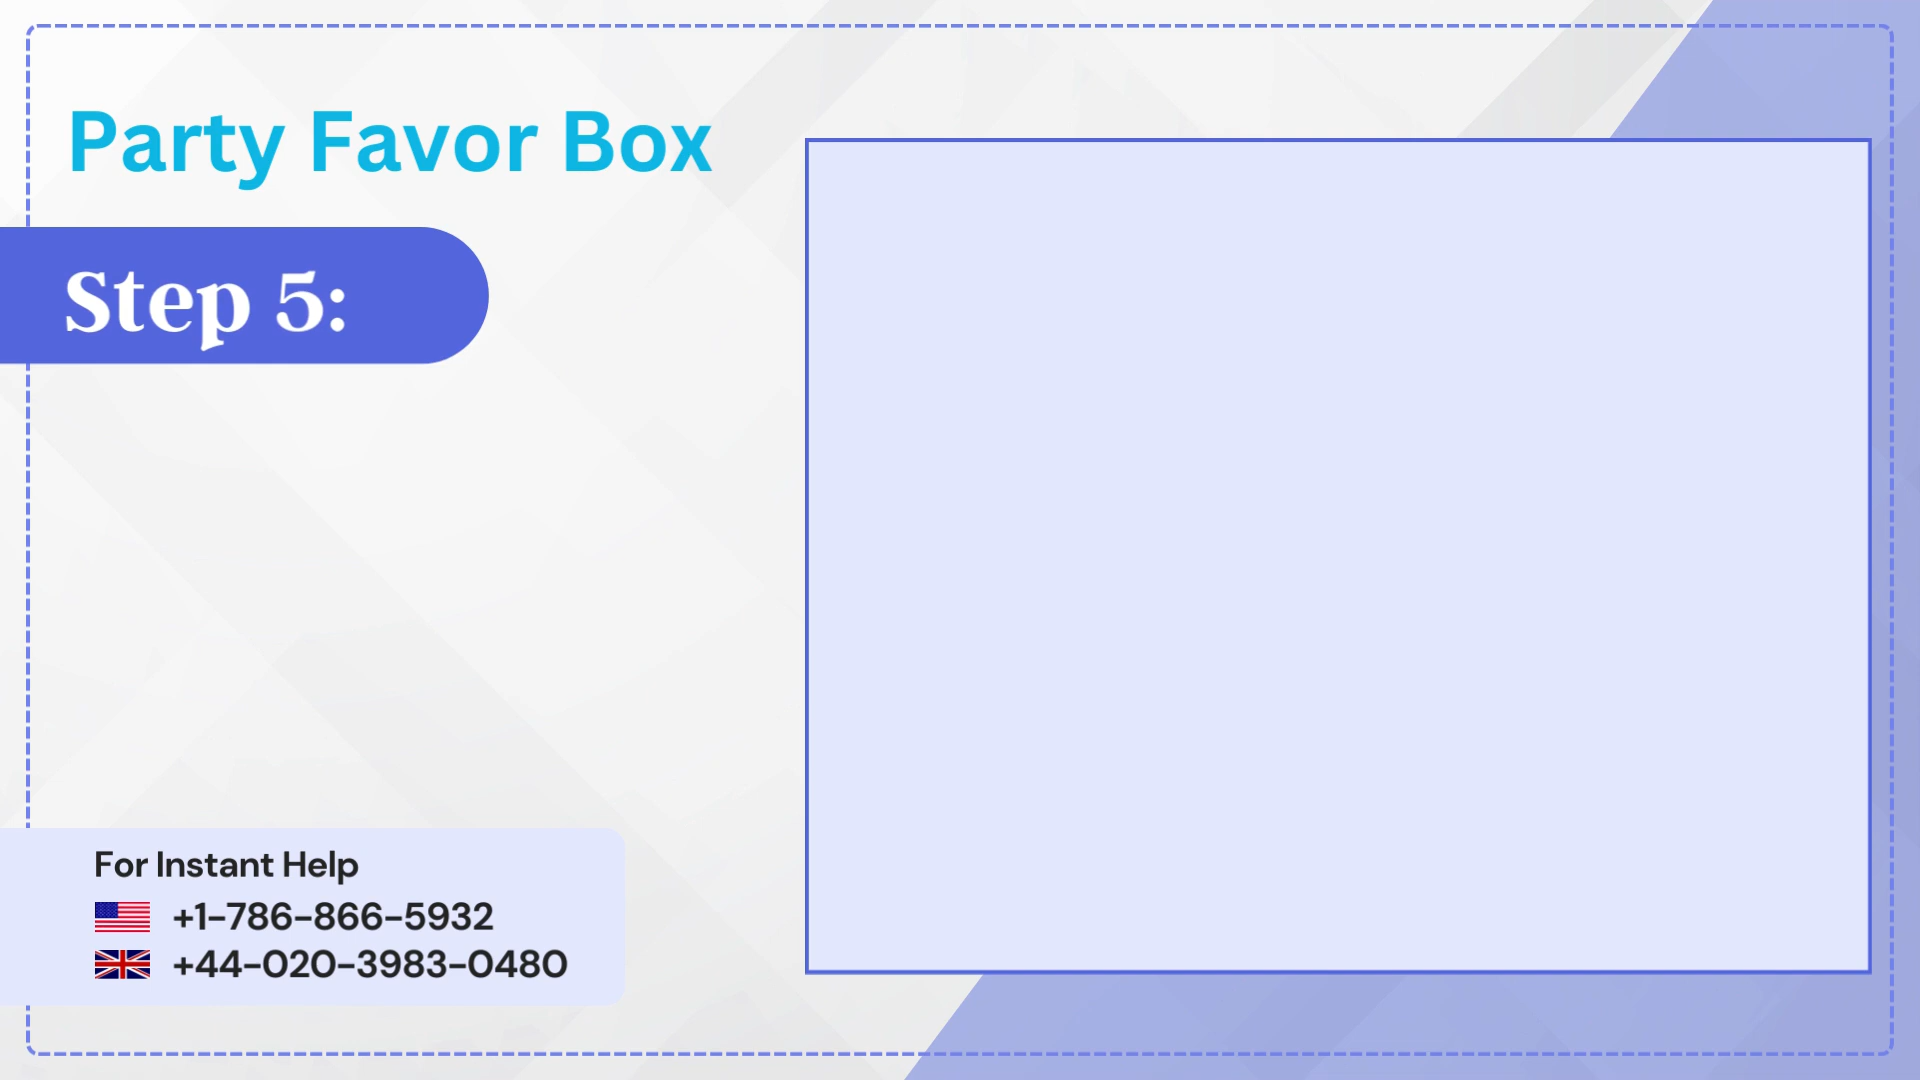 Party Favor Box
Step 5:
For Instant Help
+1-786-866-5932
+44-020-3983-0480